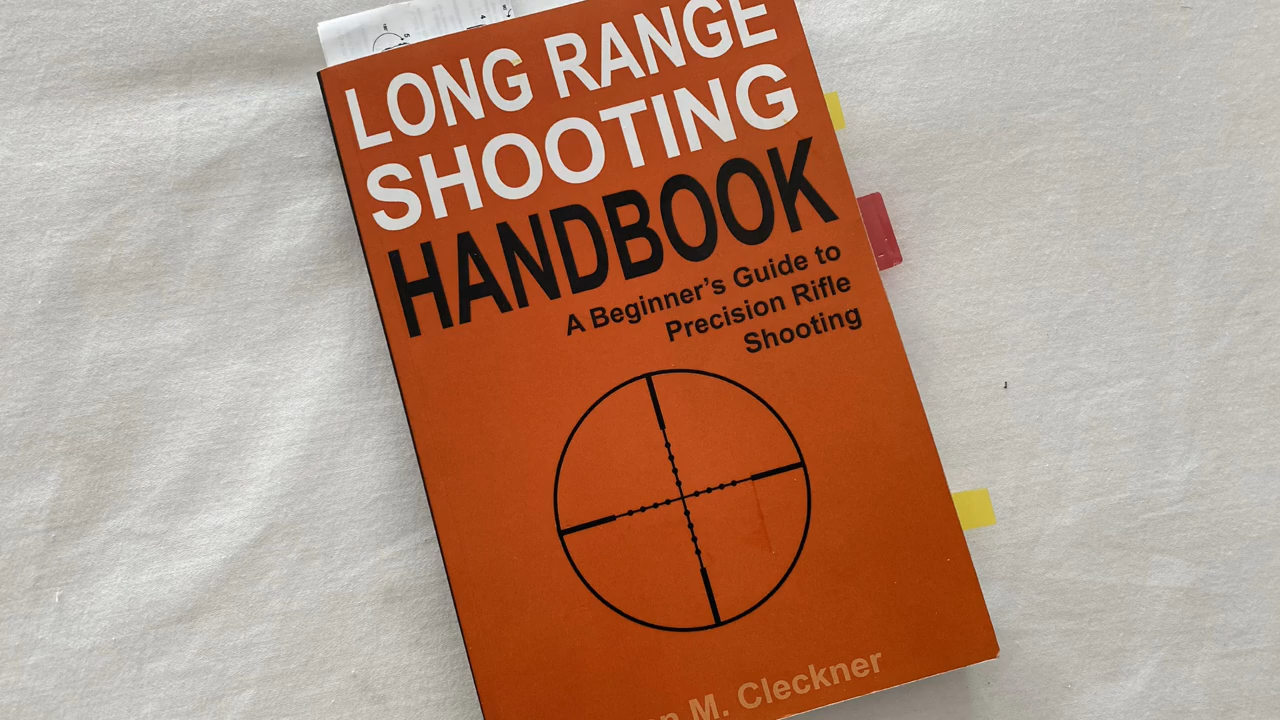 LONG RANGE
SHOOTING
HANDBOOK
A Beginner's Guide to
Precision Rifle
Shooting
M. Cleckner